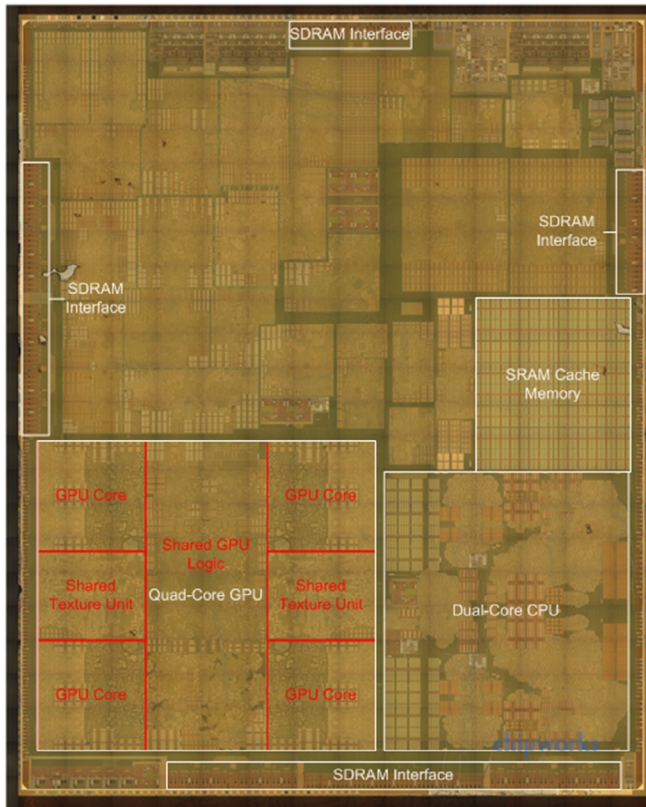 SDRAM Interface
SDRAM
Interface
SDRAM
Interface
SRAM Cache
Memory
GPU Core
GPU Core
Shared GPU
Logic
Quad-Core GPU
Shared
Texture Unit
Shared
Texture Unit
Dual-Core CPU
GPU Core
GPU Core
chipworks
SDRAM Interface